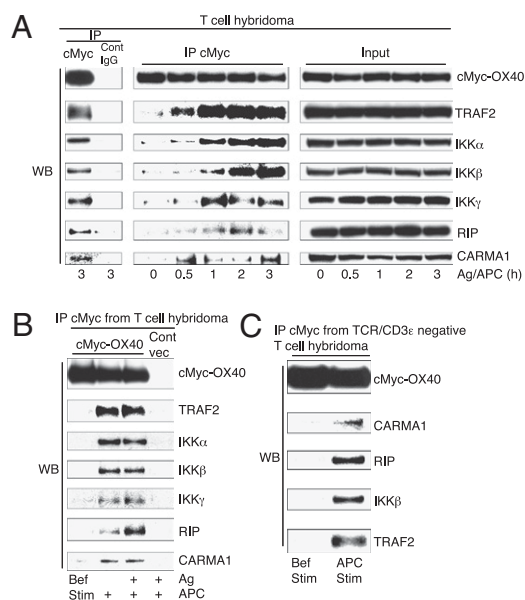 A
T cell hybridoma
IP
cMyc
Cont
IgG
IP cMyc
Input
cMyc-OX40
TRAF2
IKKα
IKKβ
IKKγ
RIP
CARMA1
WB
3 3 0 0.5 1 2 3 0 0.5 1 2 3 Ag/APC (h)
B
IP cMyc from T cell hybridoma
cMyc-OX40
Cont
vec
cMyc-OX40
TRAF2
IKKα
IKKβ
IKKγ
RIP
CARMA1
WB
Bef + + Ag
Stim + + + APC
C
IP cMyc from TCR/CD3ε negative
T cell hybridoma
cMyc-OX40
CARMA1
RIP
IKKβ
TRAF2
WB
Bef APC
Stim Stim